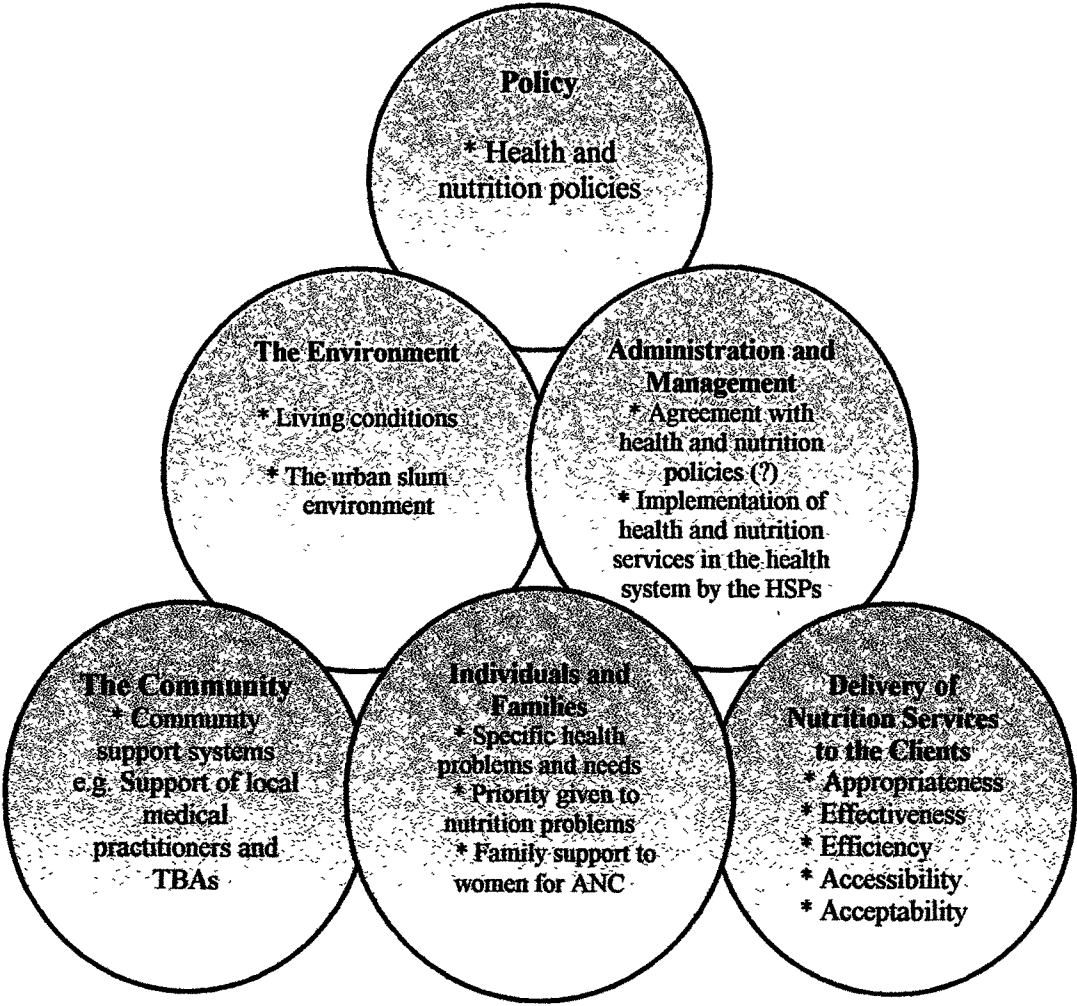 Policy
* Health and
nutrition policies
The Environment
* Living conditions
* The urban slum
environment
Administration and
Management
* Agreement with
health and nutrition
policies (?)
* Implementation of
health and nutrition
services in the health
system by the HSPs
The Community
* Community
support systems
e.g. Support of local
medical
practitioners and
TBAs
Individuals and
Families
* Specific health
problems and needs
* Priority given to
nutrition problems
* Family support to
women for ANC
Delivery of
Nutrition Services
to the Clients
* Appropriateness
* Effectiveness
* Efficiency
* Accessibility
* Acceptability